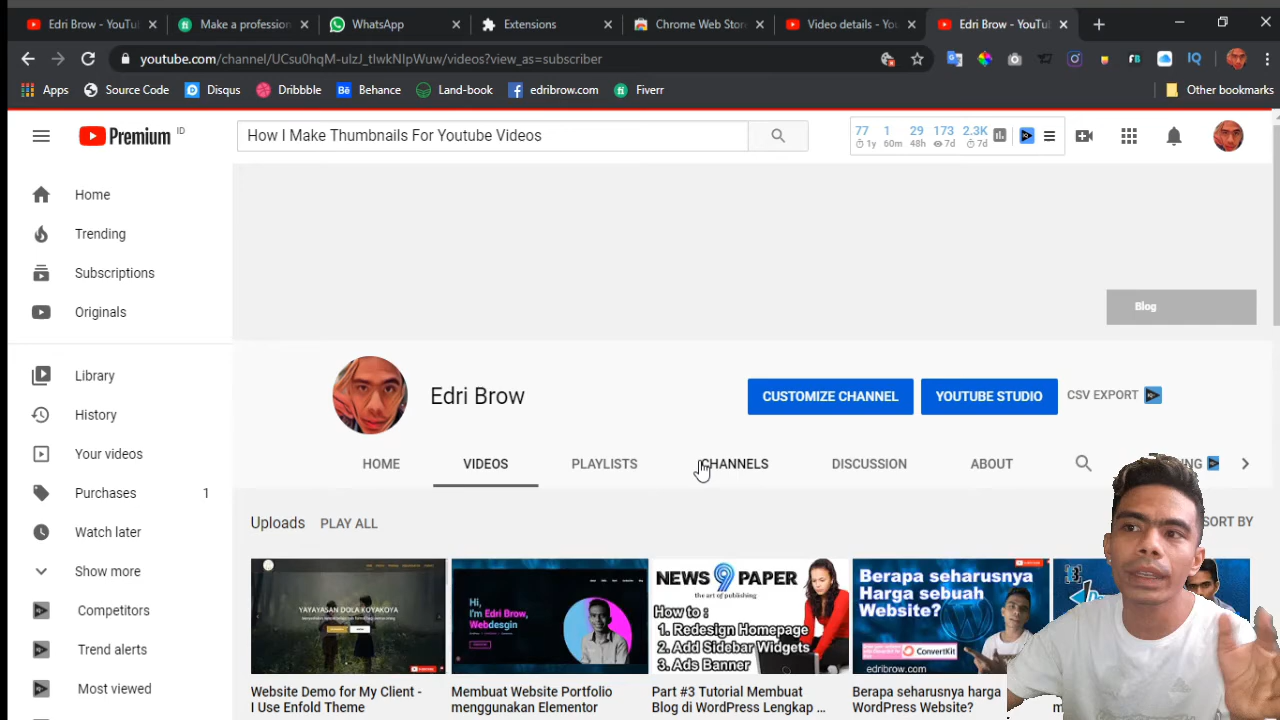 Edri Brow - YouTu
Make a profession
WhatsApp
Extensions
Chrome Web Stor
Video details - You
Edri Brow - YouTu
youtube.com/channel/UCsu0hqM-ulzJ_tlwkNIpWuw/videos?view_as=subscriber
Apps
Source Code
Disqus
Dribbble
Behance
Land-book
edribrow.com
Fiverr
Other bookmarks
Premium ID
How I Make Thumbnails For Youtube Videos
77 1 29 173 2.3K
1y 60m 48h 7d 7d
Home
Trending
Subscriptions
Originals
Library
History
Your videos
Purchases 1
Watch later
Show more
Competitors
Trend alerts
Most viewed
Blog
Edri Brow
CUSTOMIZE CHANNEL
YOUTUBE STUDIO
CSV EXPORT
HOME
VIDEOS
PLAYLISTS
CHANNELS
DISCUSSION
ABOUT
Uploads
PLAY ALL
SORT BY
YAYAYASAN DOLA KOYAKOYA
Hi,
I'm Edri Brow,
Webdesgin
NEWS 9 PAPER
the art of publishing
How to :
1. Redesign Homepage
2. Add Sidebar Widgets
3. Ads Banner
Berapa seharusnya
Harga sebuah
Website?
ConvertKit
edribrow.com
Website Demo for My Client -
I Use Enfold Theme
Membuat Website Portfolio
menggunakan Elementor
Part #3 Tutorial Membuat
Blog di WordPress Lengkap ...
Berapa seharusnya harga
WordPress Website?